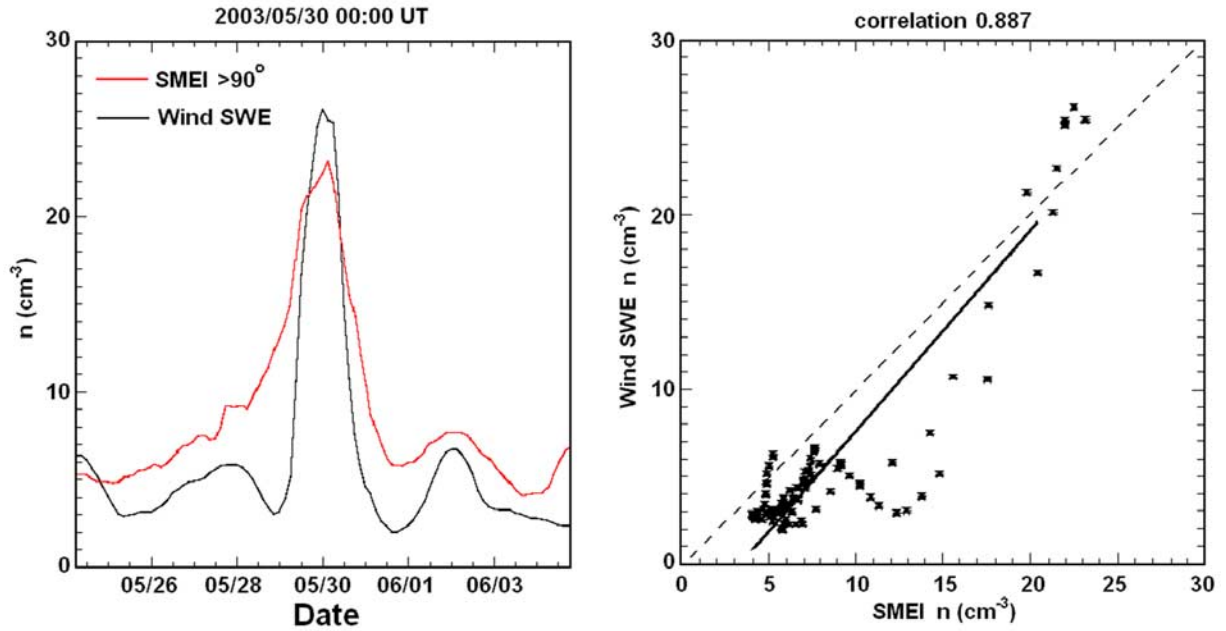 2003/05/30 00:00 UT
30
20
10
0
n (cm-3)
SMEI >90°
Wind SWE
05/26 05/28 05/30 06/01 06/03
Date
correlation 0.887
30
20
10
0
Wind SWE n (cm-3)
0 5 10 15 20 25 30
SMEI n (cm-3)